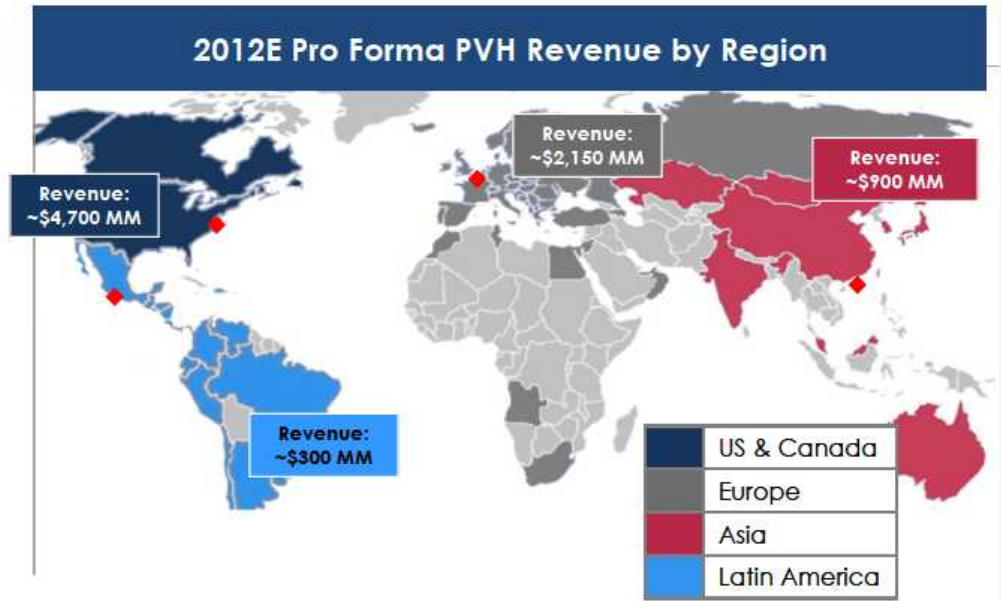 2012E Pro Forma PVH Revenue by Region
Revenue:
~$2,150 MM
Revenue:
~$900 MM
Revenue:
~$4,700 MM
Revenue:
~$300 MM
US & Canada
Europe
Asia
Latin America